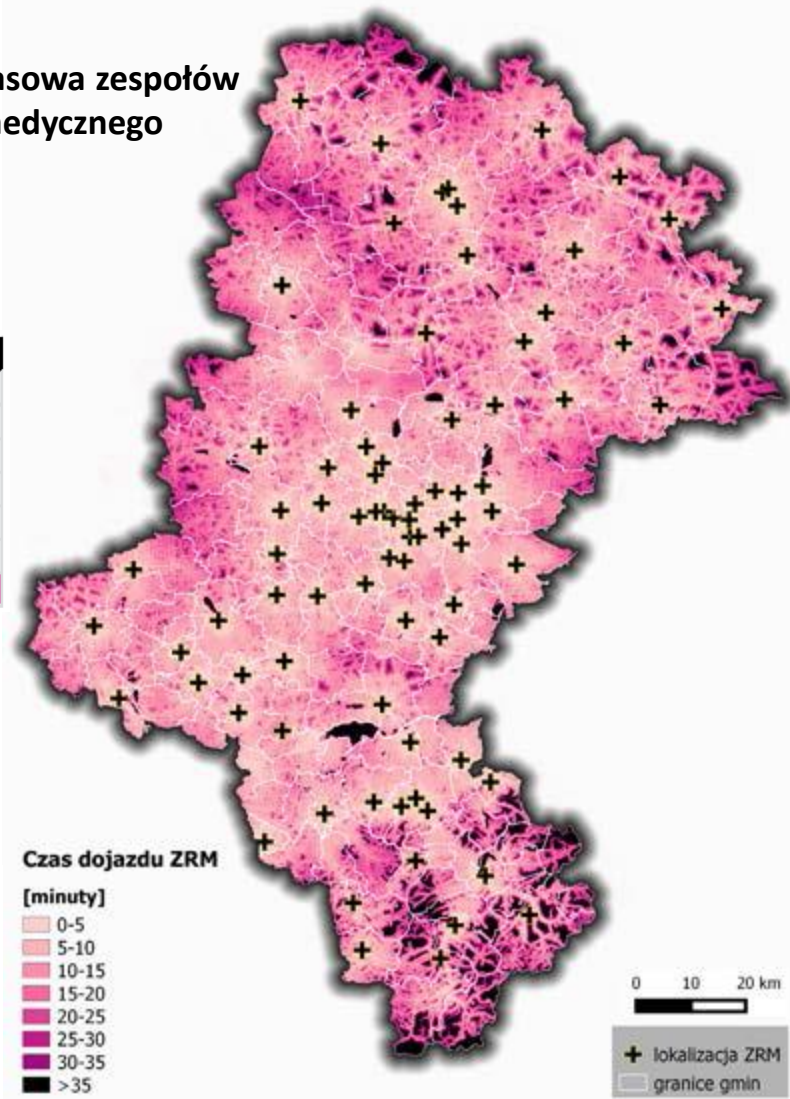 asowa zespołów
nedycznego
Czas dojazdu ZRM
[minuty]
0-5
5-10
10-15
15-20
20-25
25-30
30-35
>35
0 10 20 km
lokalizacja ZRM
granice gmin